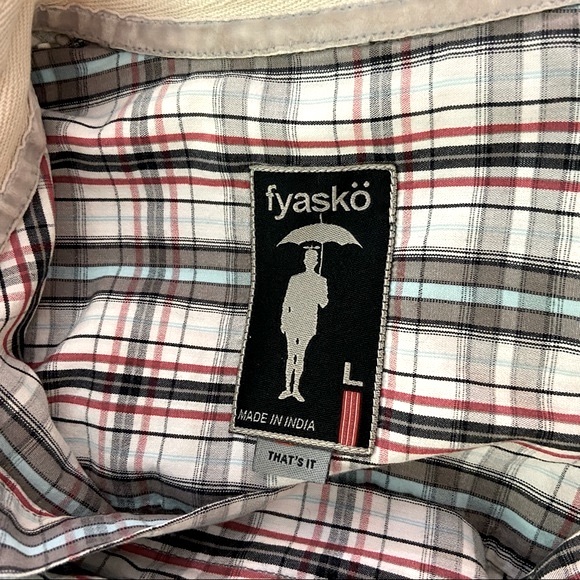 fyaskö
L
MADE IN INDIA
THAT'S IT